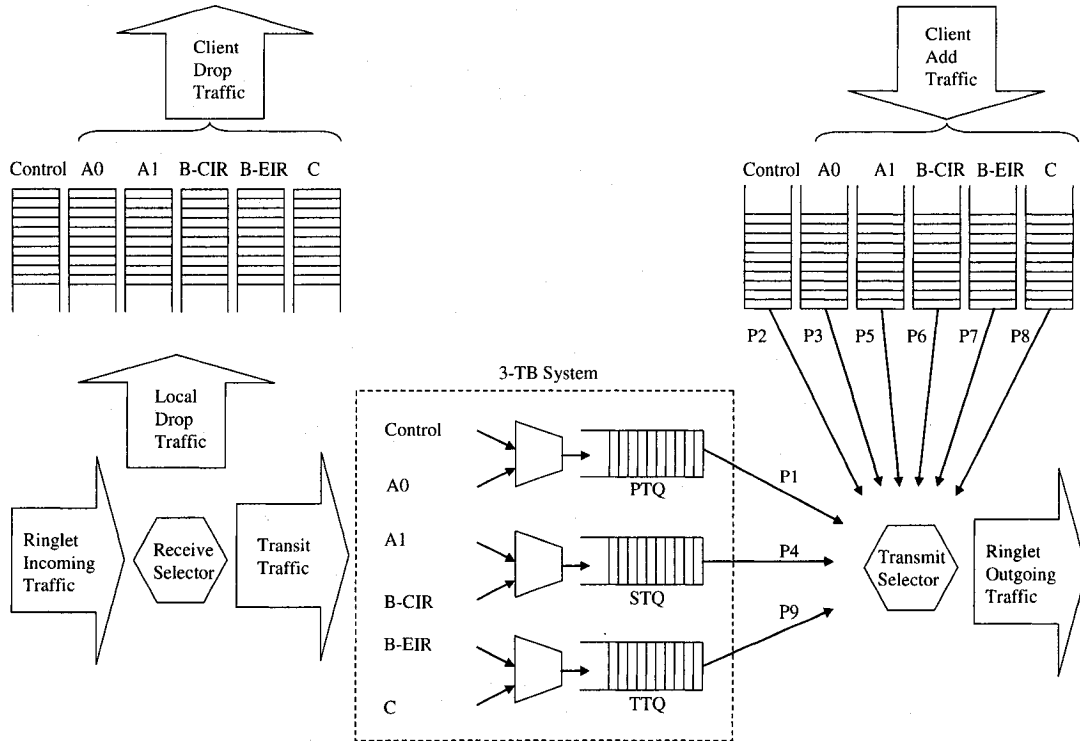 Client
Drop
Traffic
Client
Add
Traffic
Control A0 A1 B-CIR B-EIR C
Control A0 A1 B-CIR B-EIR C
P2 P3 P5 P6 P7 P8
Local
Drop
Traffic
3-TB System
Control
A0
PTQ
P1
A1
B-CIR
STQ
P4
B-EIR
C
TTQ
P9
Ringlet
Incoming
Traffic
Receive
Selector
Transit
Traffic
Transmit
Selector
Ringlet
Outgoing
Traffic